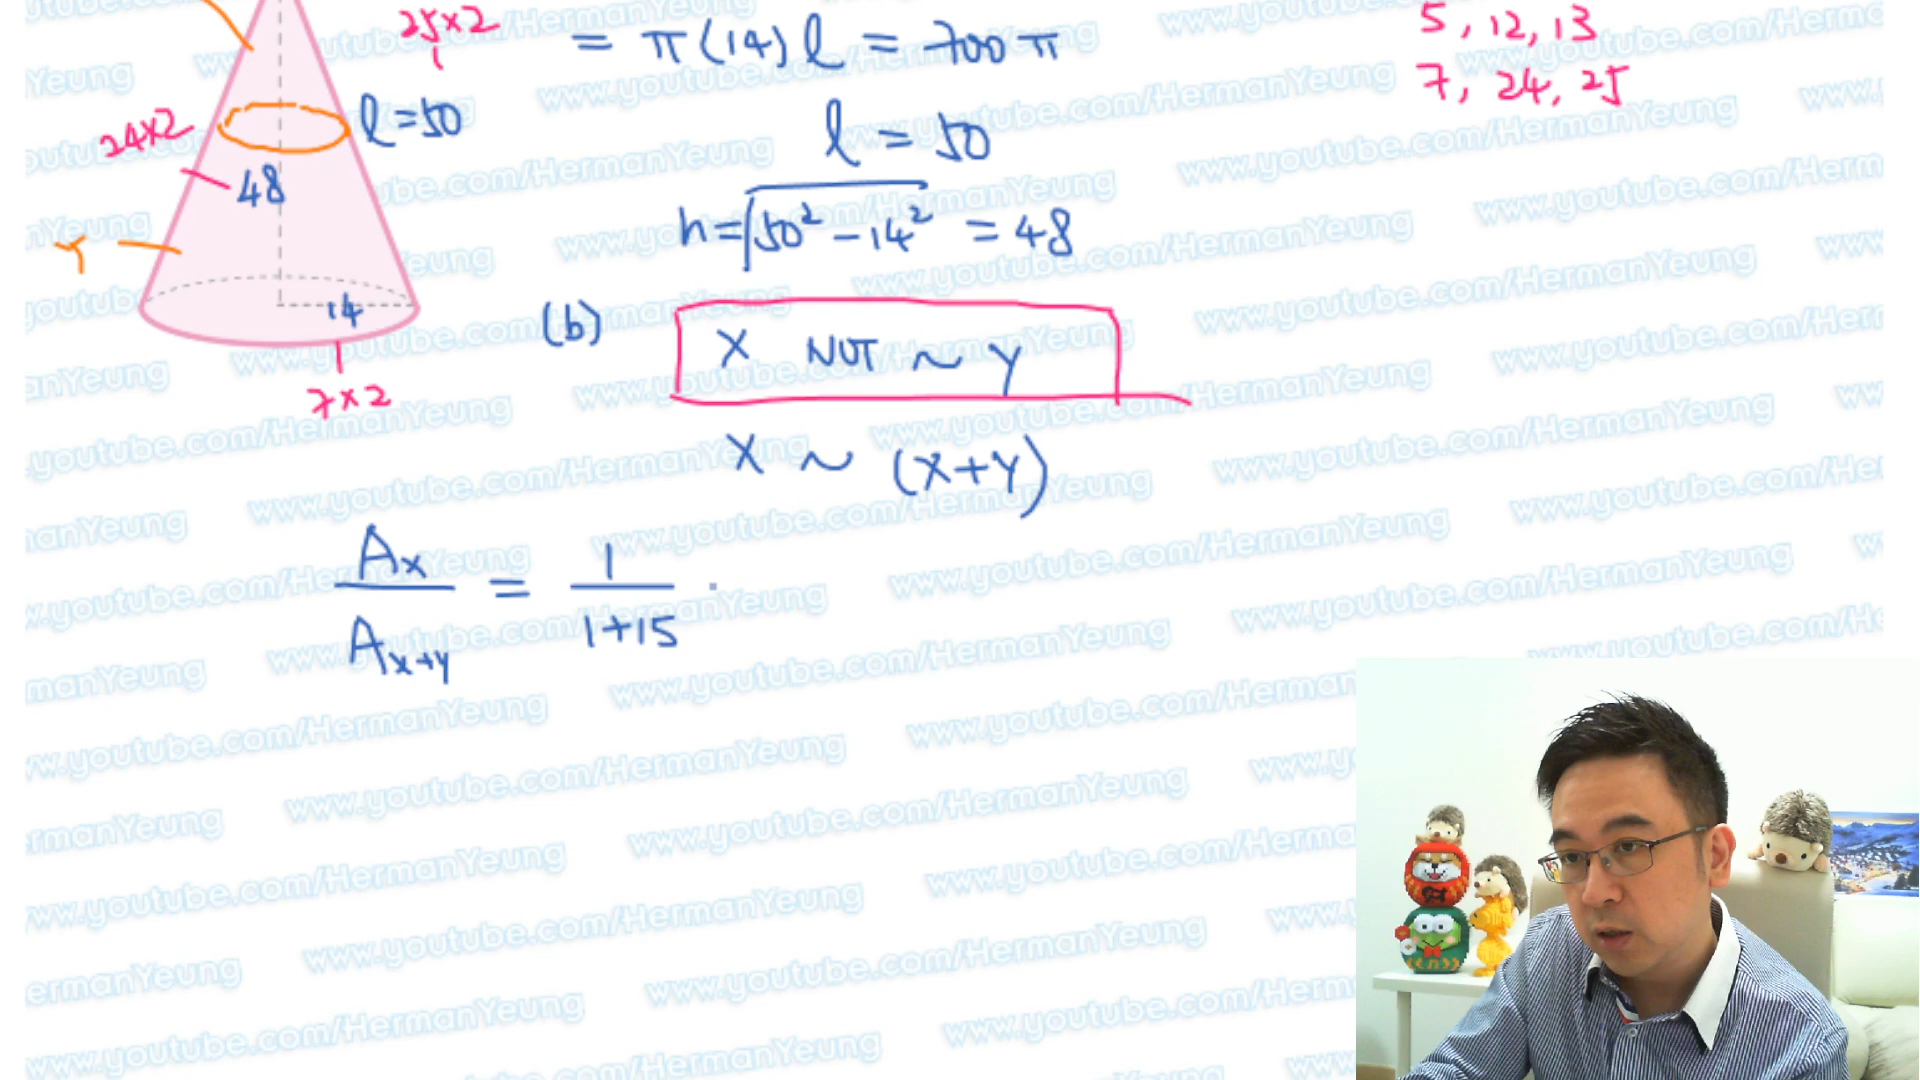 25×2
= π(14)l = 700π
5, 12, 13
7, 24, 25
24×2
l = 50
l = 50
48
h = √50² − 14² = 48
Y
14
(b) X NOT ~ Y
7×2
X ~ (X+Y)
Ax / Ax+y = 1 / 1+15
www.youtube.com/HermanYeung